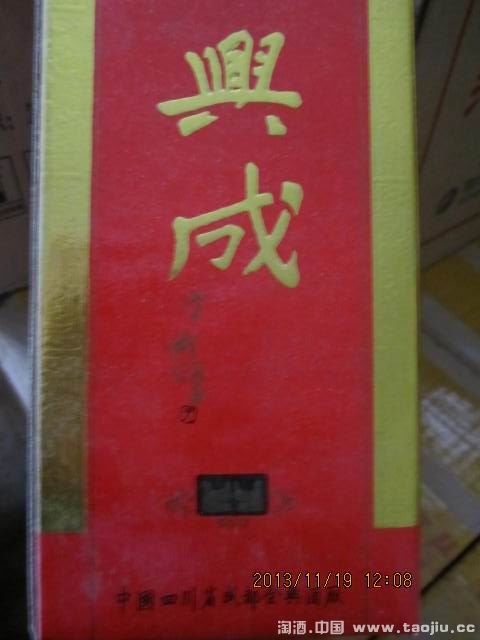 興
成
中國四川省成都全興酒廠
2013/11/19 12:08
淘酒.中国 www.taojiu.cc